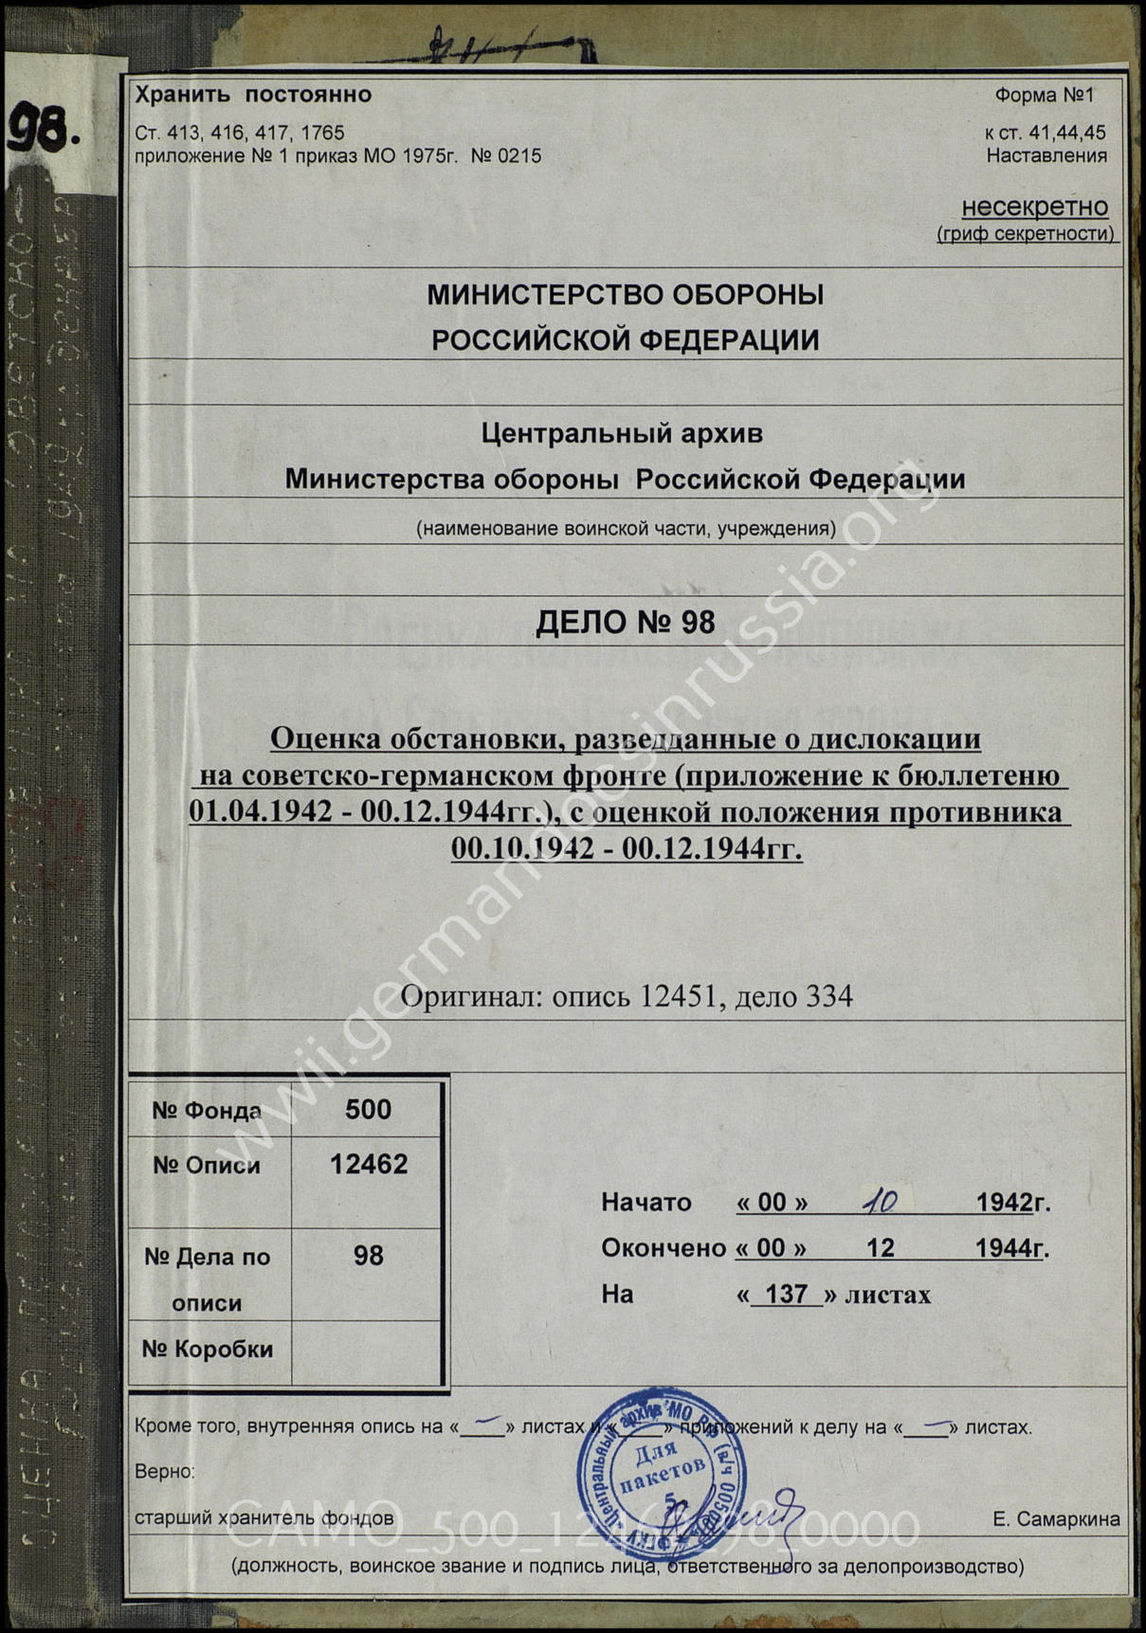 98.
Хранить постоянно
Форма №1
Ст. 413, 416, 417, 1765
к ст. 41,44,45
приложение № 1 приказ МО 1975г. № 0215
Наставления
несекретно
(гриф секретности)
МИНИСТЕРСТВО ОБОРОНЫ
РОССИЙСКОЙ ФЕДЕРАЦИИ
Центральный архив
Министерства обороны Российской Федерации
(наименование воинской части, учреждения)
ДЕЛО № 98
Оценка обстановки, разведданные о дислокации
на советско-германском фронте (приложение к бюллетеню
01.04.1942 - 00.12.1944гг.), с оценкой положения противника
00.10.1942 - 00.12.1944гг.
Оригинал: опись 12451, дело 334
№ Фонда 500
№ Описи 12462
№ Дела по 98
описи
№ Коробки
Начато « 00 » 10 1942г.
Окончено « 00 » 12 1944г.
На « 137 » листах
Кроме того, внутренняя опись на «—» листах и «—» приложений к делу на «—» листах.
Верно:
старший хранитель фондов
Е. Самаркина
(должность, воинское звание и подпись лица, ответственного за делопроизводство)
Центральный архив МО РФ
Для
пакетов
5
www.germandocsinrussia.org